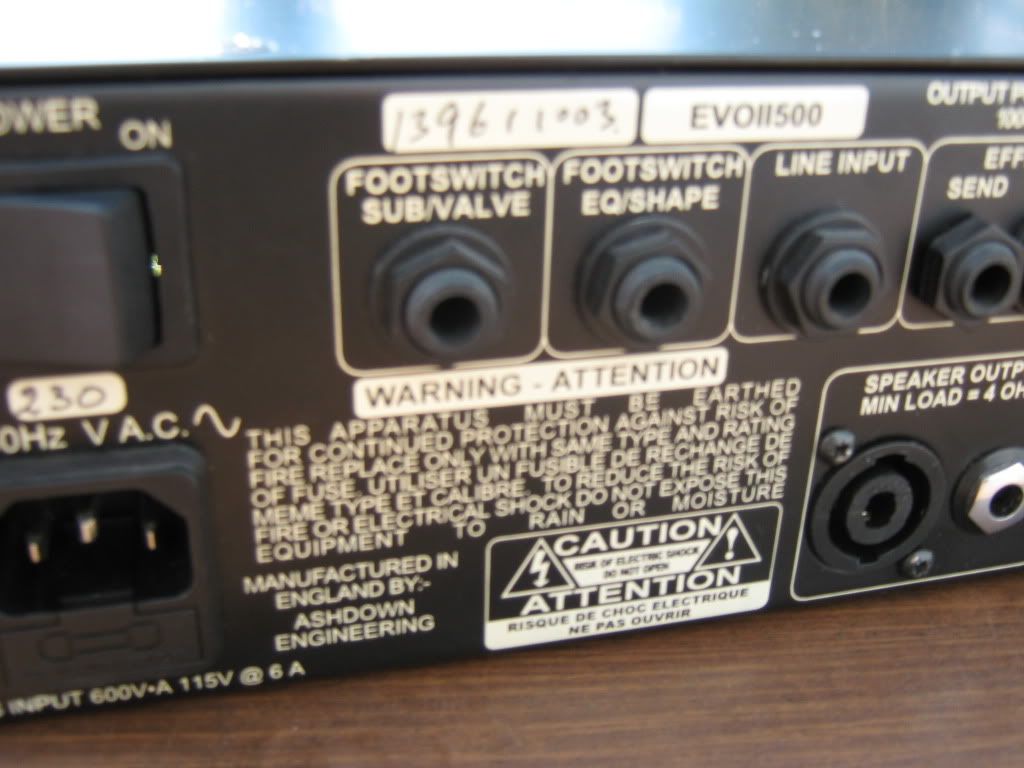 POWER
ON
139611003.
EVOII500
OUTPUT
100
FOOTSWITCH
SUB/VALVE
FOOTSWITCH
EQ/SHAPE
LINE INPUT
EFF
SEND
230
0Hz V A.C.
WARNING - ATTENTION
THIS APPARATUS MUST BE EARTHED
FOR CONTINUED PROTECTION AGAINST RISK OF
FIRE REPLACE ONLY WITH SAME TYPE AND RATING
OF FUSE. UTILISER UN FUSIBLE DE RECHANGE DE
MEME TYPE ET CALIBRE. TO REDUCE THE RISK OF
FIRE OR ELECTRICAL SHOCK DO NOT EXPOSE THIS
EQUIPMENT TO RAIN OR MOISTURE
MANUFACTURED IN
ENGLAND BY:-
ASHDOWN
ENGINEERING
CAUTION
RISK OF ELECTRIC SHOCK
DO NOT OPEN
ATTENTION
RISQUE DE CHOC ELECTRIQUE
NE PAS OUVRIR
SPEAKER OUTP
MIN LOAD = 4 OH
INPUT 600V•A 115V @ 6 A